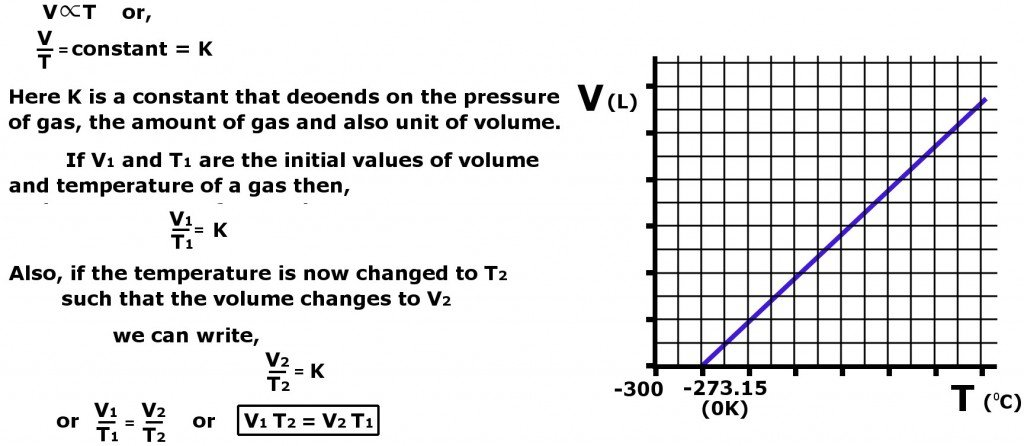 V∝T or,
V/T = constant = K
Here K is a constant that deoends on the pressure
of gas, the amount of gas and also unit of volume.
If V₁ and T₁ are the initial values of volume
and temperature of a gas then,
V₁/T₁ = K
Also, if the temperature is now changed to T₂
such that the volume changes to V₂
we can write,
V₂/T₂ = K
or V₁/T₁ = V₂/T₂ or V₁ T₂ = V₂ T₁
V (L)
-300 -273.15
(0K)
T (°C)